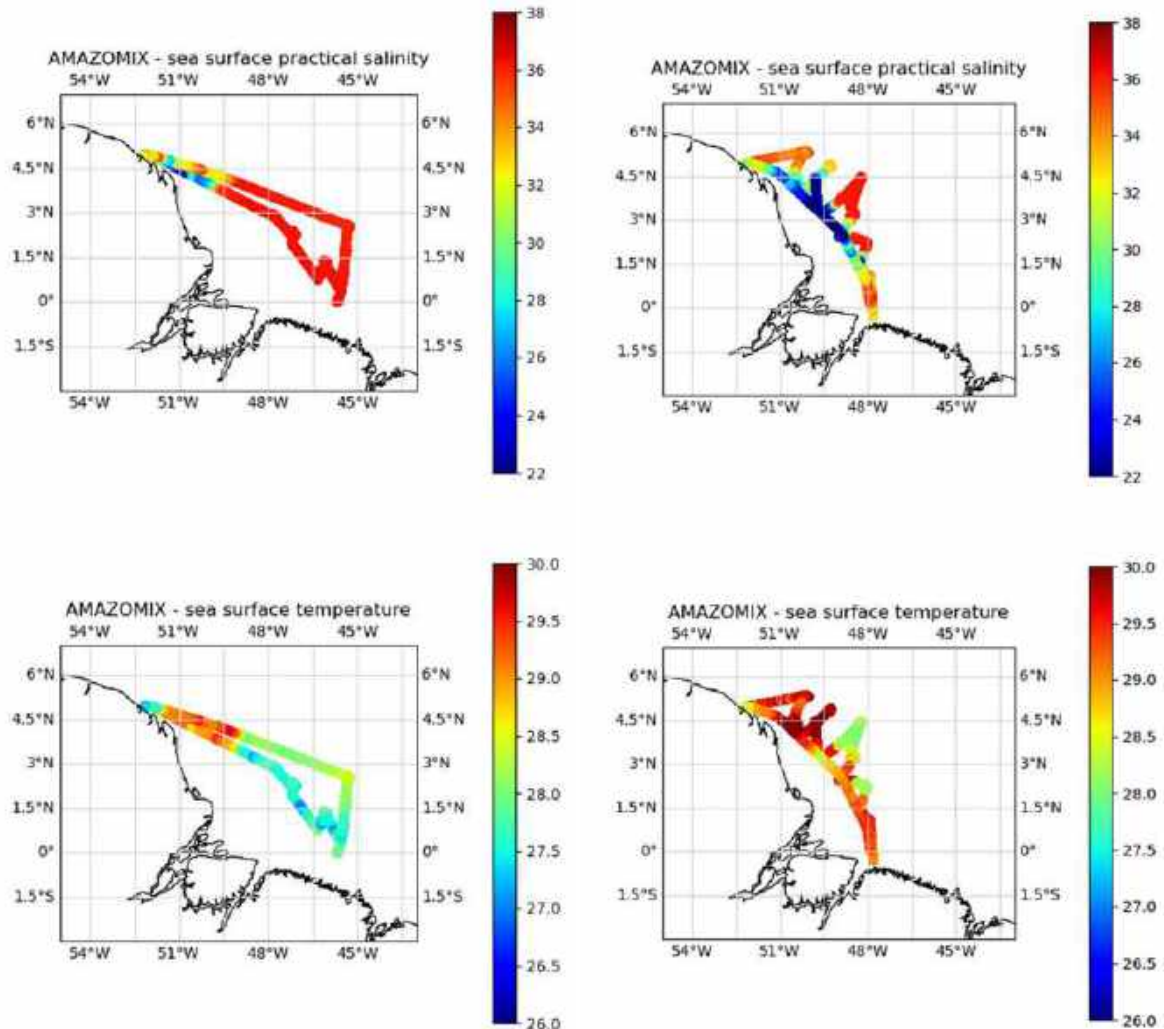 AMAZOMIX - sea surface practical salinity
54°W 51°W 48°W 45°W
6°N 6°N
4.5°N 4.5°N
3°N 3°N
1.5°N 1.5°N
0° 0°
1.5°S 1.5°S
54°W 51°W 48°W 45°W
38
36
34
32
30
28
26
24
22
AMAZOMIX - sea surface practical salinity
54°W 51°W 48°W 45°W
6°N 6°N
4.5°N 4.5°N
3°N 3°N
1.5°N 1.5°N
0° 0°
1.5°S 1.5°S
54°W 51°W 48°W 45°W
38
36
34
32
30
28
26
24
22
AMAZOMIX - sea surface temperature
54°W 51°W 48°W 45°W
6°N 6°N
4.5°N 4.5°N
3°N 3°N
1.5°N 1.5°N
0° 0°
1.5°S 1.5°S
54°W 51°W 48°W 45°W
30.0
29.5
29.0
28.5
28.0
27.5
27.0
26.5
26.0
AMAZOMIX - sea surface temperature
54°W 51°W 48°W 45°W
6°N 6°N
4.5°N 4.5°N
3°N 3°N
1.5°N 1.5°N
0° 0°
1.5°S 1.5°S
54°W 51°W 48°W 45°W
30.0
29.5
29.0
28.5
28.0
27.5
27.0
26.5
26.0